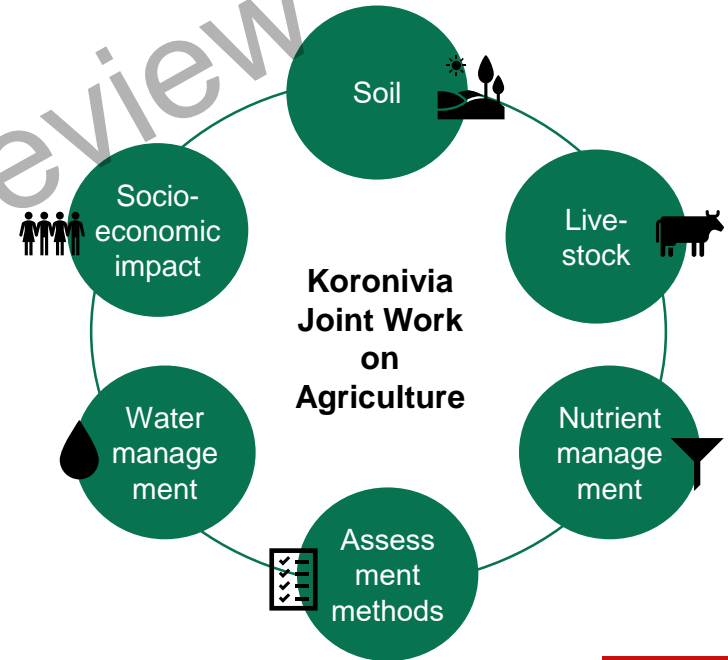 Soil
Live-
stock
Nutrient
manage
ment
Assess
ment
methods
Water
manage
ment
Socio-
economic
impact
Koronivia
Joint Work
on
Agriculture
eview